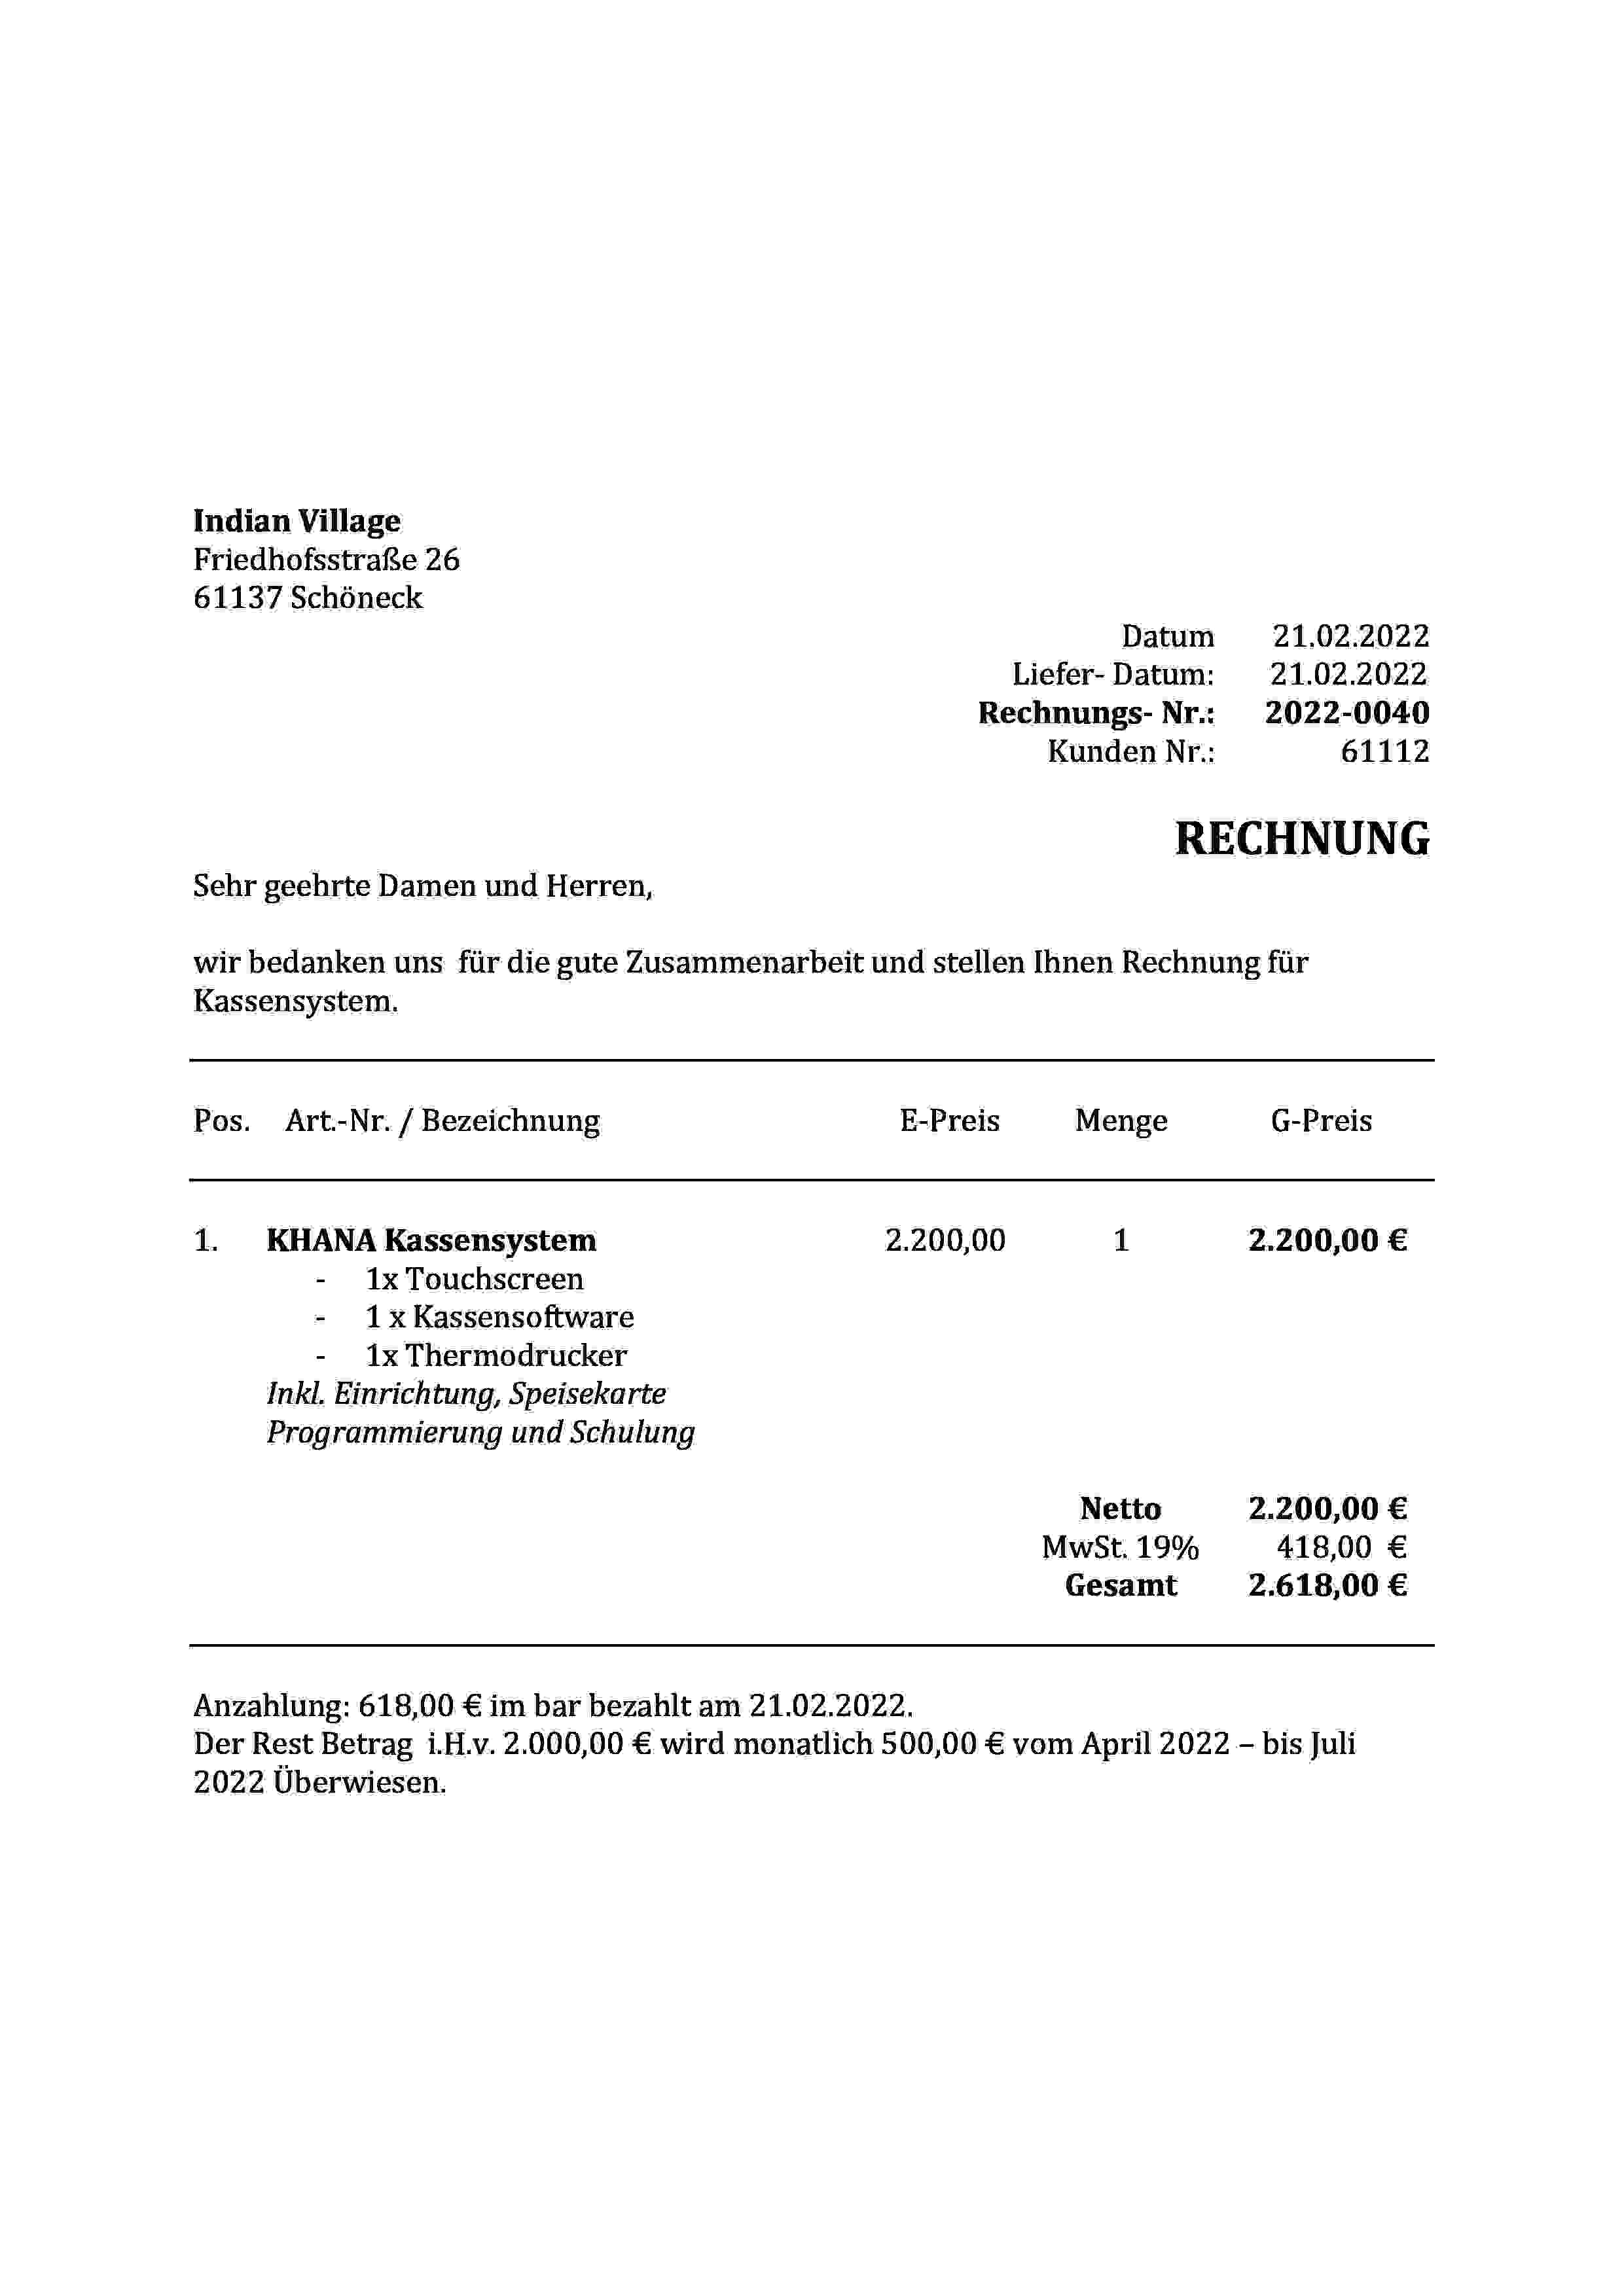 Indian Village
Friedhofsstraße 26
61137 Schöneck
Datum 21.02.2022
Liefer- Datum: 21.02.2022
Rechnungs- Nr.: 2022-0040
Kunden Nr.: 61112
RECHNUNG
Sehr geehrte Damen und Herren,
wir bedanken uns  für die gute Zusammenarbeit und stellen Ihnen Rechnung für
Kassensystem.
Pos. Art.-Nr. / Bezeichnung E-Preis Menge G-Preis
1. KHANA Kassensystem 2.200,00 1 2.200,00 €
- 1x Touchscreen
- 1 x Kassensoftware
- 1x Thermodrucker
Inkl. Einrichtung, Speisekarte
Programmierung und Schulung
Netto 2.200,00 €
MwSt. 19% 418,00 €
Gesamt 2.618,00 €
Anzahlung: 618,00 € im bar bezahlt am 21.02.2022.
Der Rest Betrag  i.H.v. 2.000,00 € wird monatlich 500,00 € vom April 2022 – bis Juli
2022 Überwiesen.